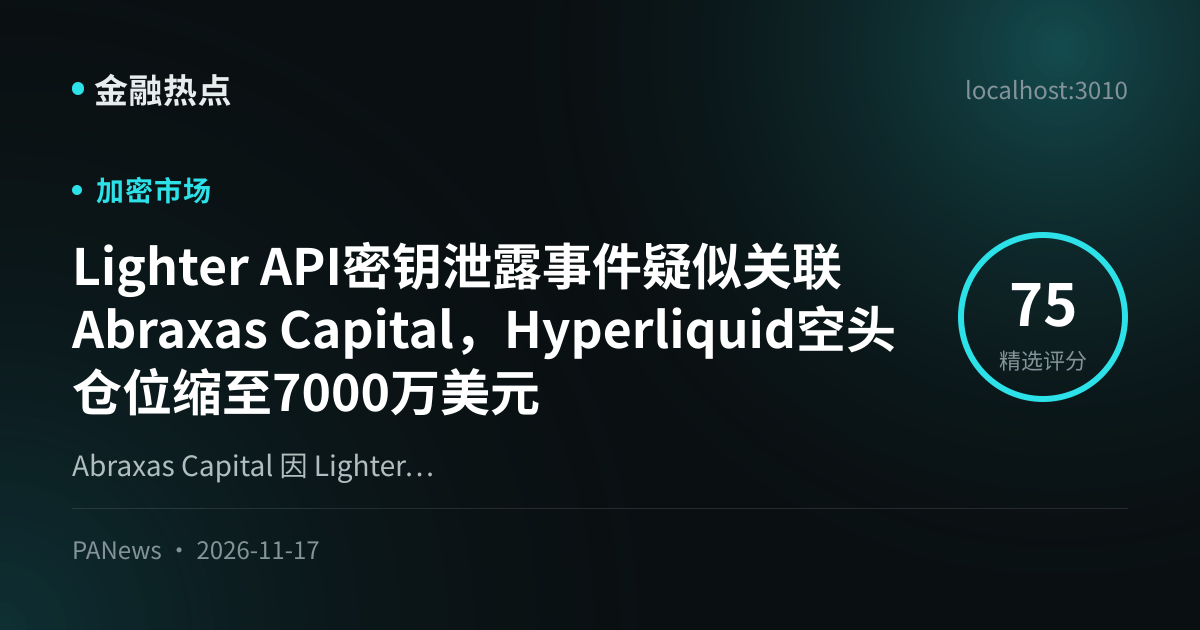 金融热点
localhost:3010
加密市场
Lighter API密钥泄露事件疑似关联
Abraxas Capital，Hyperliquid空头
仓位缩至7000万美元
75
精选评分
Abraxas Capital 因 Lighter…
PANews · 2026-11-17